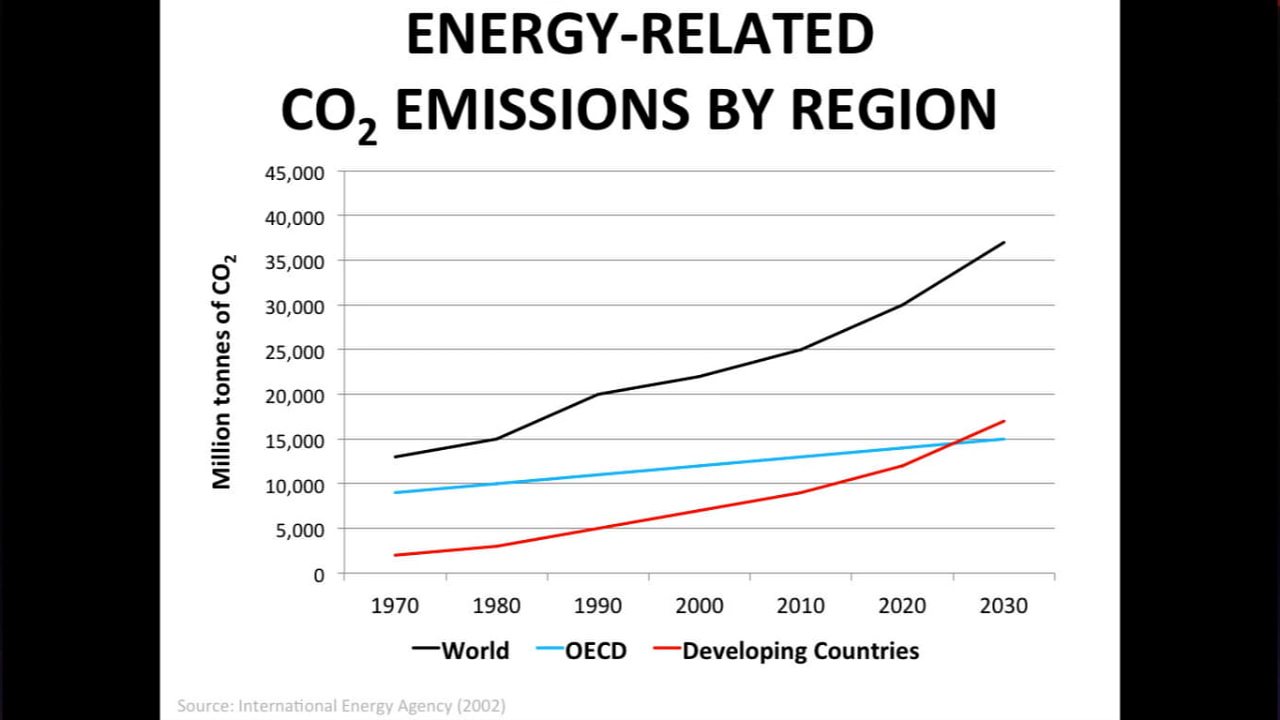 ENERGY-RELATED
CO₂ EMISSIONS BY REGION
45,000
40,000
35,000
30,000
25,000
20,000
15,000
10,000
5,000
0
Million tonnes of CO₂
1970 1980 1990 2000 2010 2020 2030
World OECD Developing Countries
Source: International Energy Agency (2002)